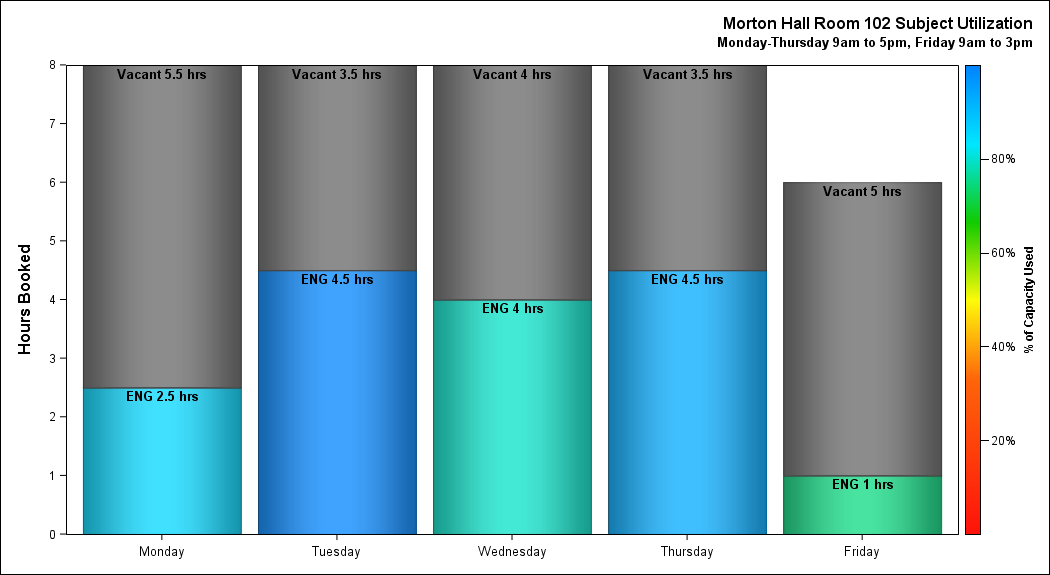 Morton Hall Room 102 Subject Utilization
Monday-Thursday 9am to 5pm, Friday 9am to 3pm
Hours Booked
8
7
6
5
4
3
2
1
0
Vacant 5.5 hrs
Vacant 3.5 hrs
Vacant 4 hrs
Vacant 3.5 hrs
Vacant 5 hrs
ENG 2.5 hrs
ENG 4.5 hrs
ENG 4 hrs
ENG 4.5 hrs
ENG 1 hrs
Monday
Tuesday
Wednesday
Thursday
Friday
80%
60%
40%
20%
% of Capacity Used